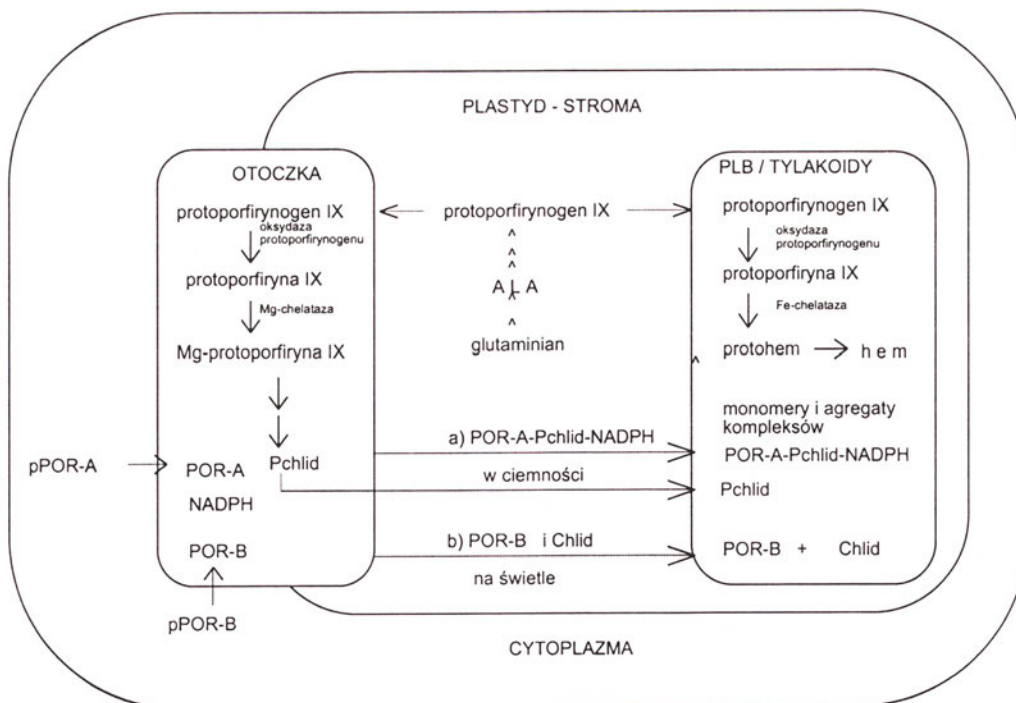 PLASTYD - STROMA
OTOCZKA
protoporfirynogen IX
oksydaza
protoporfirynogenu
protoporfiryna IX
Mg-chelataza
Mg-protoporfiryna IX
Pchlid
POR-A
NADPH
POR-B
pPOR-A
pPOR-B
protoporfirynogen IX
A L A
glutaminian
a) POR-A-Pchlid-NADPH
w ciemności
b) POR-B i Chlid
na świetle
PLB / TYLAKOIDY
protoporfirynogen IX
oksydaza
protoporfirynogenu
protoporfiryna IX
Fe-chelataza
protohem h e m
monomery i agregaty
kompleksów
POR-A-Pchlid-NADPH
Pchlid
POR-B + Chlid
CYTOPLAZMA